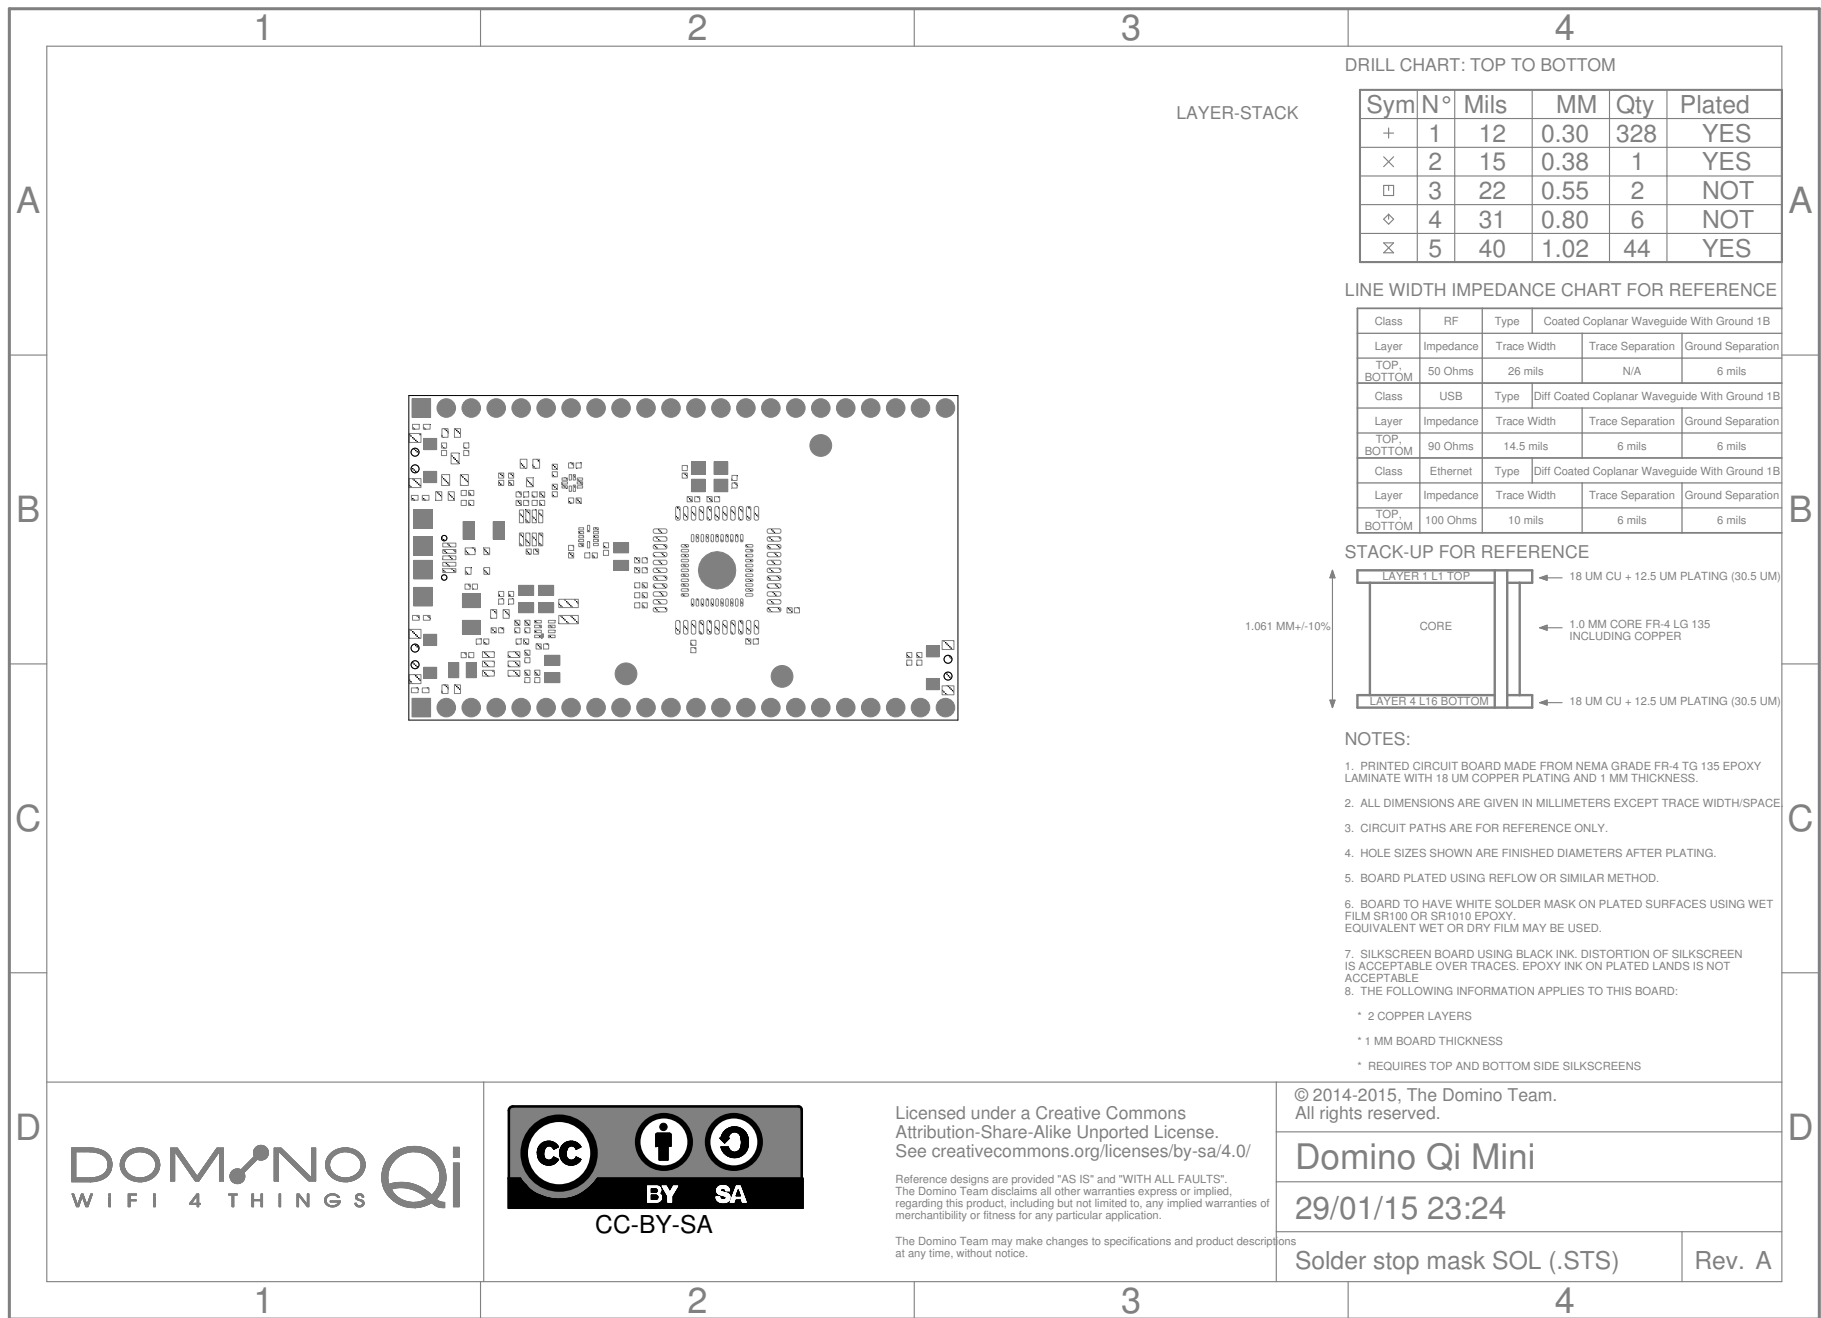 1 2 3 4
A A
B B
C C
D D
LAYER-STACK
DRILL CHART: TOP TO BOTTOM
Sym N° Mils MM Qty Plated
+ 1 12 0.30 328 YES
× 2 15 0.38 1 YES
3 22 0.55 2 NOT
4 31 0.80 6 NOT
5 40 1.02 44 YES
LINE WIDTH IMPEDANCE CHART FOR REFERENCE
Class RF Type Coated Coplanar Waveguide With Ground 1B
Layer Impedance Trace Width Trace Separation Ground Separation
TOP, BOTTOM 50 Ohms 26 mils N/A 6 mils
Class USB Type Diff Coated Coplanar Waveguide With Ground 1B
Layer Impedance Trace Width Trace Separation Ground Separation
TOP, BOTTOM 90 Ohms 14.5 mils 6 mils 6 mils
Class Ethernet Type Diff Coated Coplanar Waveguide With Ground 1B
Layer Impedance Trace Width Trace Separation Ground Separation
TOP, BOTTOM 100 Ohms 10 mils 6 mils 6 mils
STACK-UP FOR REFERENCE
LAYER 1 L1 TOP 18 UM CU + 12.5 UM PLATING (30.5 UM)
1.061 MM+/-10% CORE 1.0 MM CORE FR-4 LG 135
INCLUDING COPPER
LAYER 4 L16 BOTTOM 18 UM CU + 12.5 UM PLATING (30.5 UM)
NOTES:
1. PRINTED CIRCUIT BOARD MADE FROM NEMA GRADE FR-4 TG 135 EPOXY
LAMINATE WITH 18 UM COPPER PLATING AND 1 MM THICKNESS.
2. ALL DIMENSIONS ARE GIVEN IN MILLIMETERS EXCEPT TRACE WIDTH/SPACE
3. CIRCUIT PATHS ARE FOR REFERENCE ONLY.
4. HOLE SIZES SHOWN ARE FINISHED DIAMETERS AFTER PLATING.
5. BOARD PLATED USING REFLOW OR SIMILAR METHOD.
6. BOARD TO HAVE WHITE SOLDER MASK ON PLATED SURFACES USING WET
FILM SR100 OR SR1010 EPOXY.
EQUIVALENT WET OR DRY FILM MAY BE USED.
7. SILKSCREEN BOARD USING BLACK INK. DISTORTION OF SILKSCREEN
IS ACCEPTABLE OVER TRACES. EPOXY INK ON PLATED LANDS IS NOT
ACCEPTABLE
8. THE FOLLOWING INFORMATION APPLIES TO THIS BOARD:
* 2 COPPER LAYERS
* 1 MM BOARD THICKNESS
* REQUIRES TOP AND BOTTOM SIDE SILKSCREENS
DOMINO Qi
WIFI 4 THINGS
cc BY SA
CC-BY-SA
Licensed under a Creative Commons
Attribution-Share-Alike Unported License.
See creativecommons.org/licenses/by-sa/4.0/
Reference designs are provided "AS IS" and "WITH ALL FAULTS".
The Domino Team disclaims all other warranties express or implied,
regarding this product, including but not limited to, any implied warranties of
merchantibility or fitness for any particular application.
The Domino Team may make changes to specifications and product descriptions
at any time, without notice.
© 2014-2015, The Domino Team.
All rights reserved.
Domino Qi Mini
29/01/15 23:24
Solder stop mask SOL (.STS) Rev. A
1 2 3 4